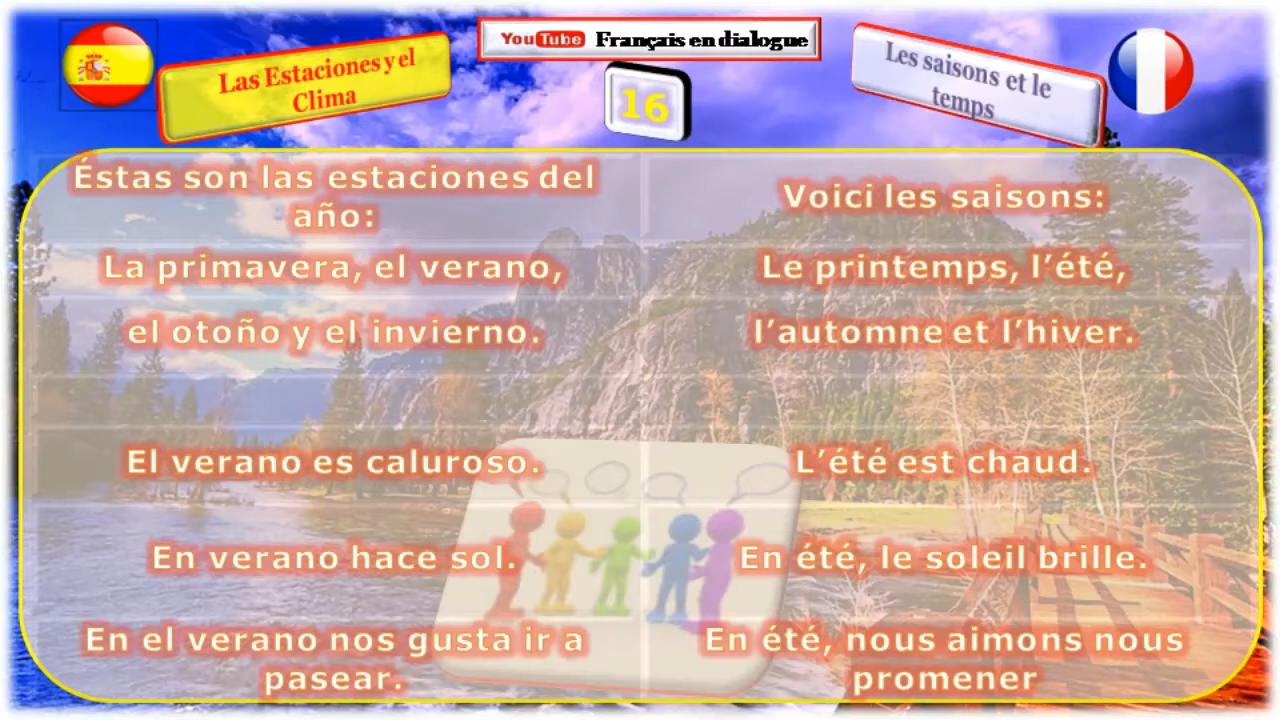 YouTube Français en dialogue
Las Estaciones y el
Clima
16
Les saisons et le
temps
Éstas son las estaciones del
año:
Voici les saisons:
La primavera, el verano,
Le printemps, l’été,
el otoño y el invierno.
l’automne et l’hiver.
El verano es caluroso.
L’été est chaud.
En verano hace sol.
En été, le soleil brille.
En el verano nos gusta ir a
pasear.
En été, nous aimons nous
promener